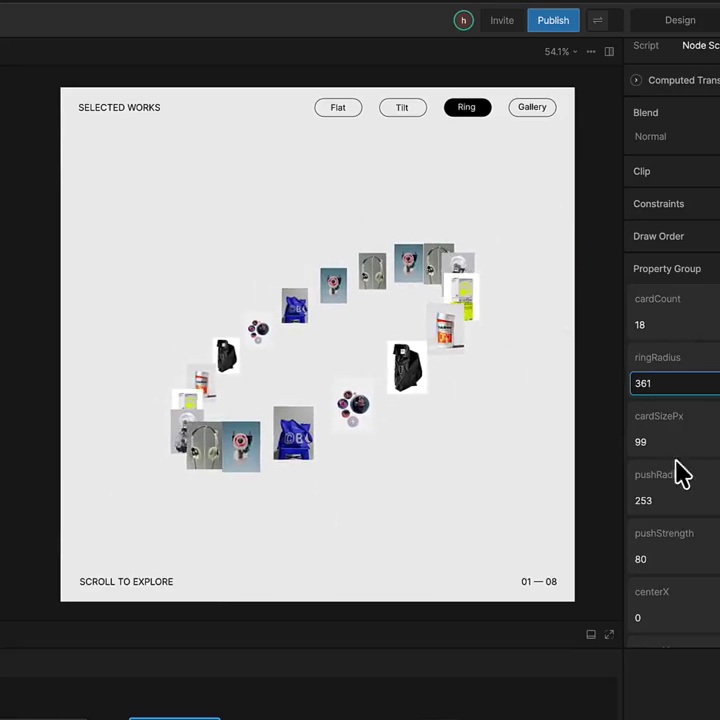 h
Invite
Publish
Design
54.1%
Script
Node Sc
Computed Trans
Blend
Normal
Clip
Constraints
Draw Order
Property Group
cardCount
18
ringRadius
361
cardSizePx
99
pushRad
253
pushStrength
80
centerX
0
SELECTED WORKS
Flat
Tilt
Ring
Gallery
SCROLL TO EXPLORE
01 — 08